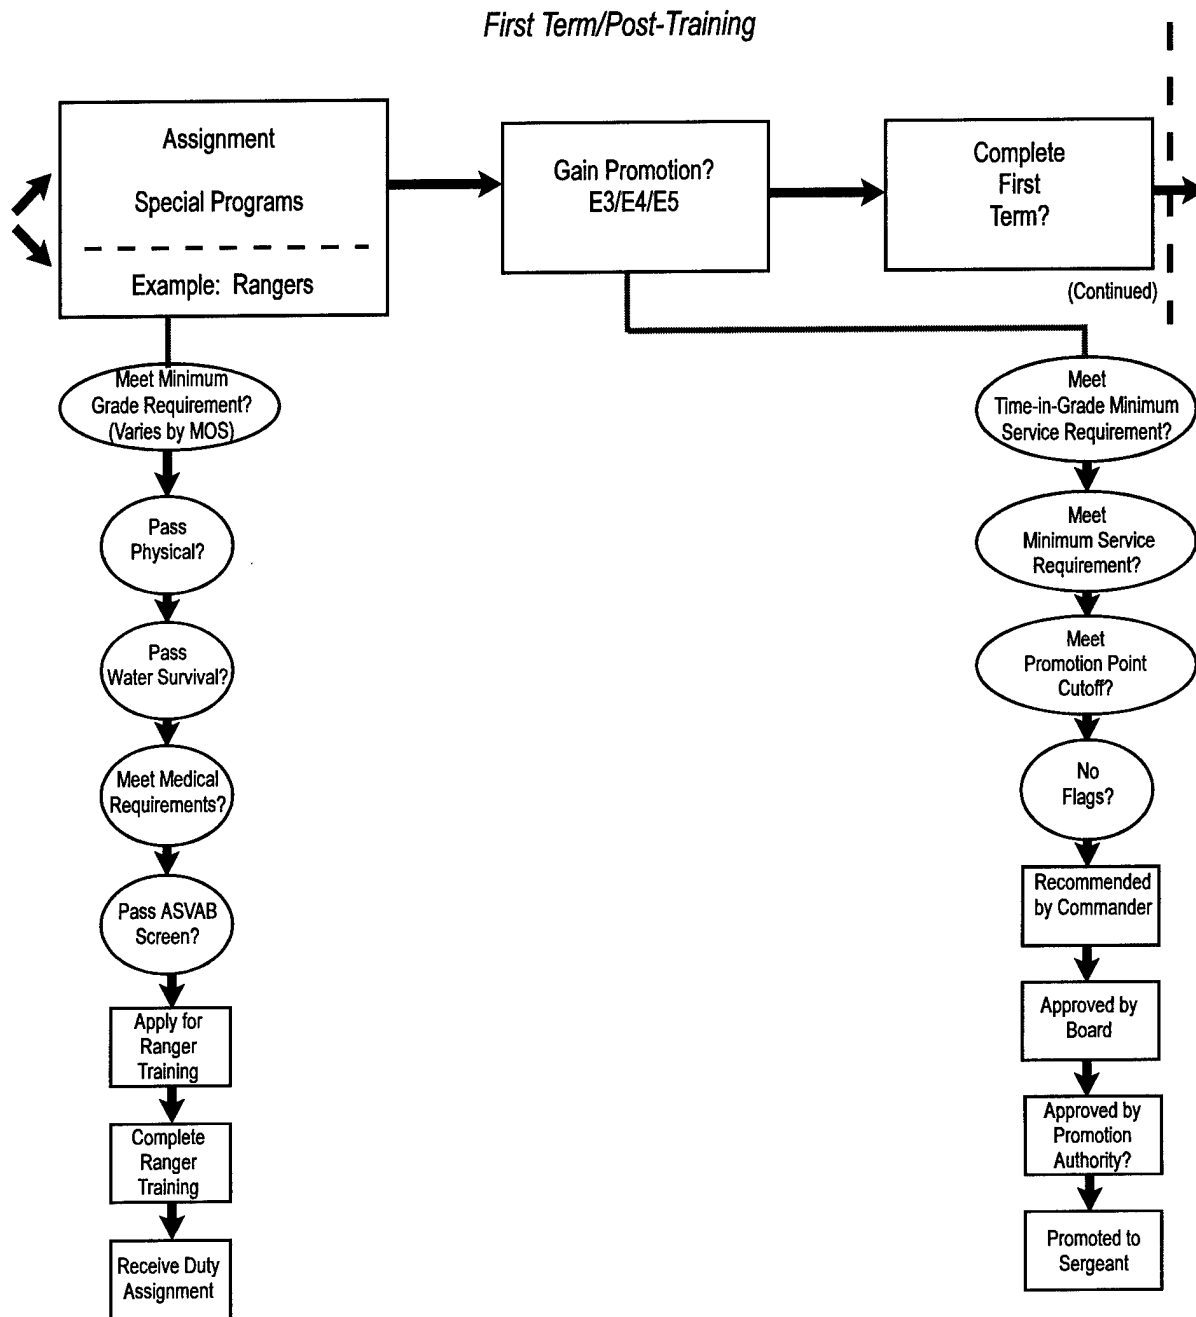 First Term/Post-Training
Assignment
Special Programs
Example: Rangers
Gain Promotion?
E3/E4/E5
Complete
First
Term?
(Continued)
Meet Minimum
Grade Requirement?
(Varies by MOS)
Pass
Physical?
Pass
Water Survival?
Meet Medical
Requirements?
Pass ASVAB
Screen?
Apply for
Ranger
Training
Complete
Ranger
Training
Receive Duty
Assignment
Meet
Time-in-Grade Minimum
Service Requirement?
Meet
Minimum Service
Requirement?
Meet
Promotion Point
Cutoff?
No
Flags?
Recommended
by Commander
Approved by
Board
Approved by
Promotion
Authority?
Promoted to
Sergeant